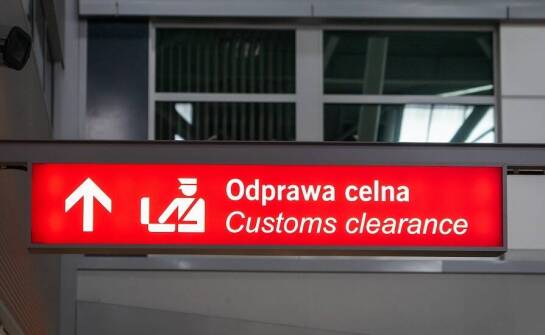 Odprawa celna
Customs clearance